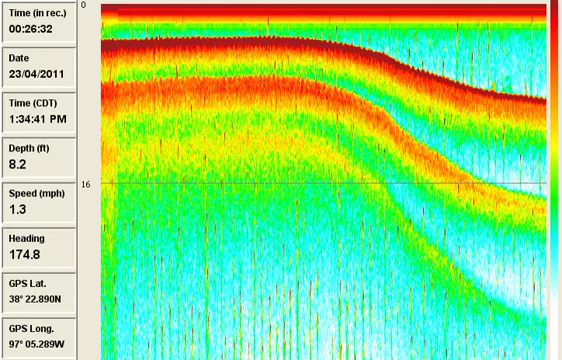 Time (in rec.)
00:26:32
Date
23/04/2011
Time (CDT)
1:34:41 PM
Depth (ft)
8.2
Speed (mph)
1.3
Heading
174.8
GPS Lat.
38° 22.890N
GPS Long.
97° 05.289W
0
16